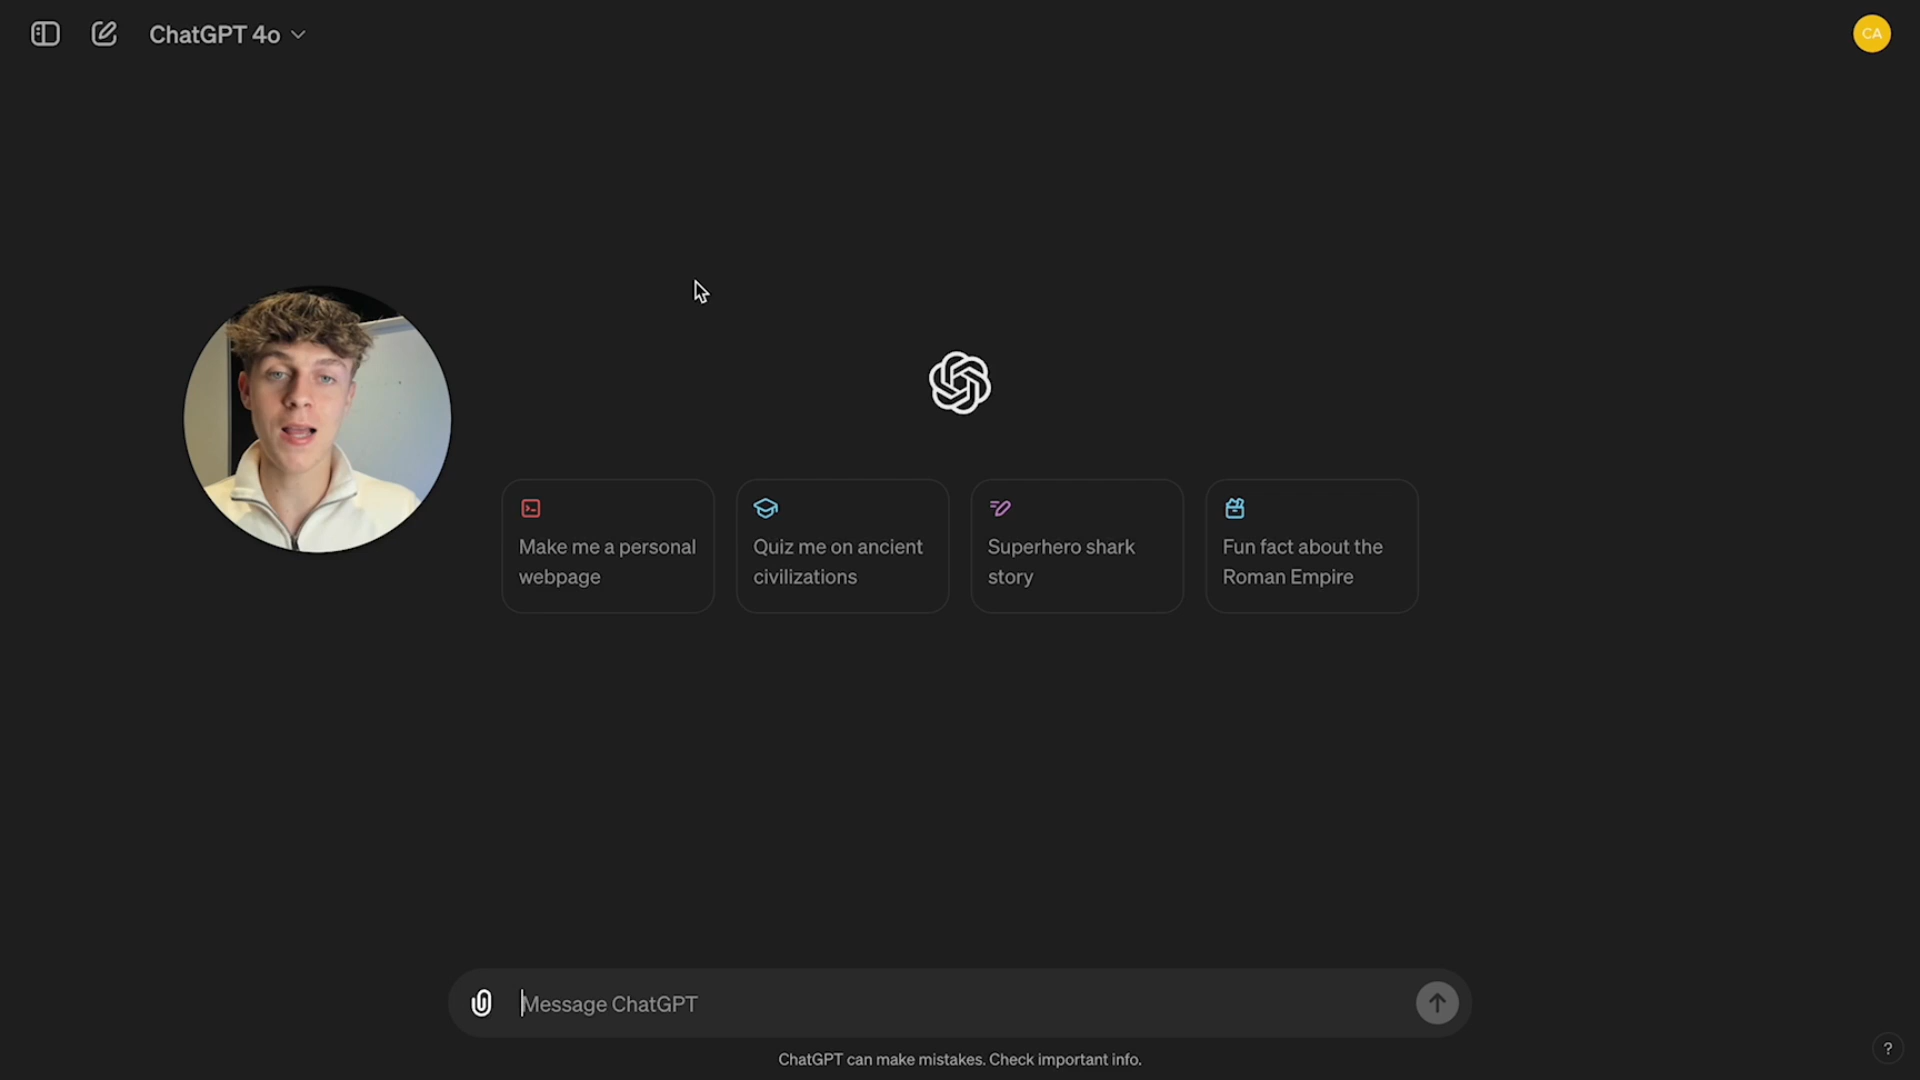 ChatGPT 4o
CA
Make me a personal
webpage
Quiz me on ancient
civilizations
Superhero shark
story
Fun fact about the
Roman Empire
Message ChatGPT
ChatGPT can make mistakes. Check important info.
?